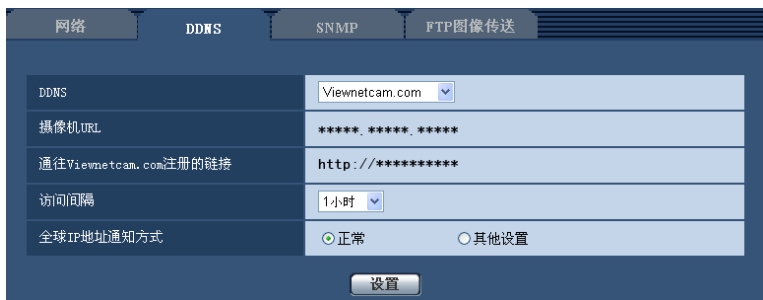 网络 DDNS SNMP FTP图像传送
DDNS Viewnetcam.com
摄像机URL *****.*****.*****
通往Viewnetcam.com注册的链接 http://**********
访问间隔 1小时
全球IP地址通知方式 正常 其他设置
设置